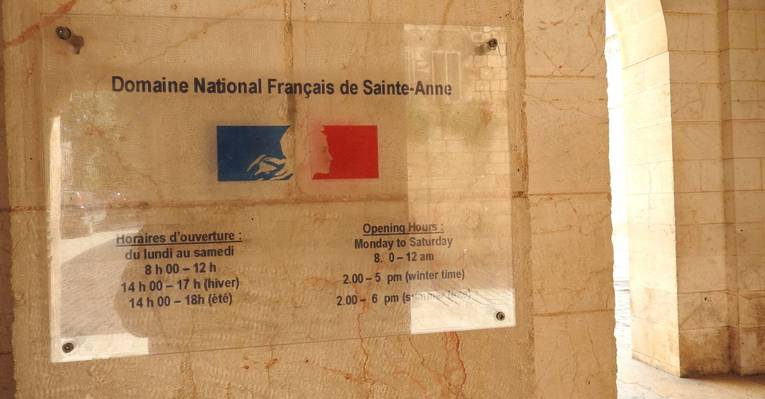 Domaine National Français de Sainte-Anne
Horaires d'ouverture :
du lundi au samedi
8 h 00 – 12 h
14 h 00 – 17 h (hiver)
14 h 00 – 18h (été)
Opening Hours :
Monday to Saturday
8. 0 – 12 am
2.00 – 5 pm (winter time)
2.00 – 6 pm